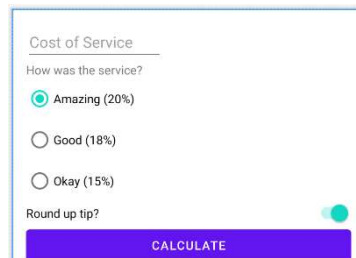 Cost of Service
How was the service?
Amazing (20%)
Good (18%)
Okay (15%)
Round up tip?
CALCULATE